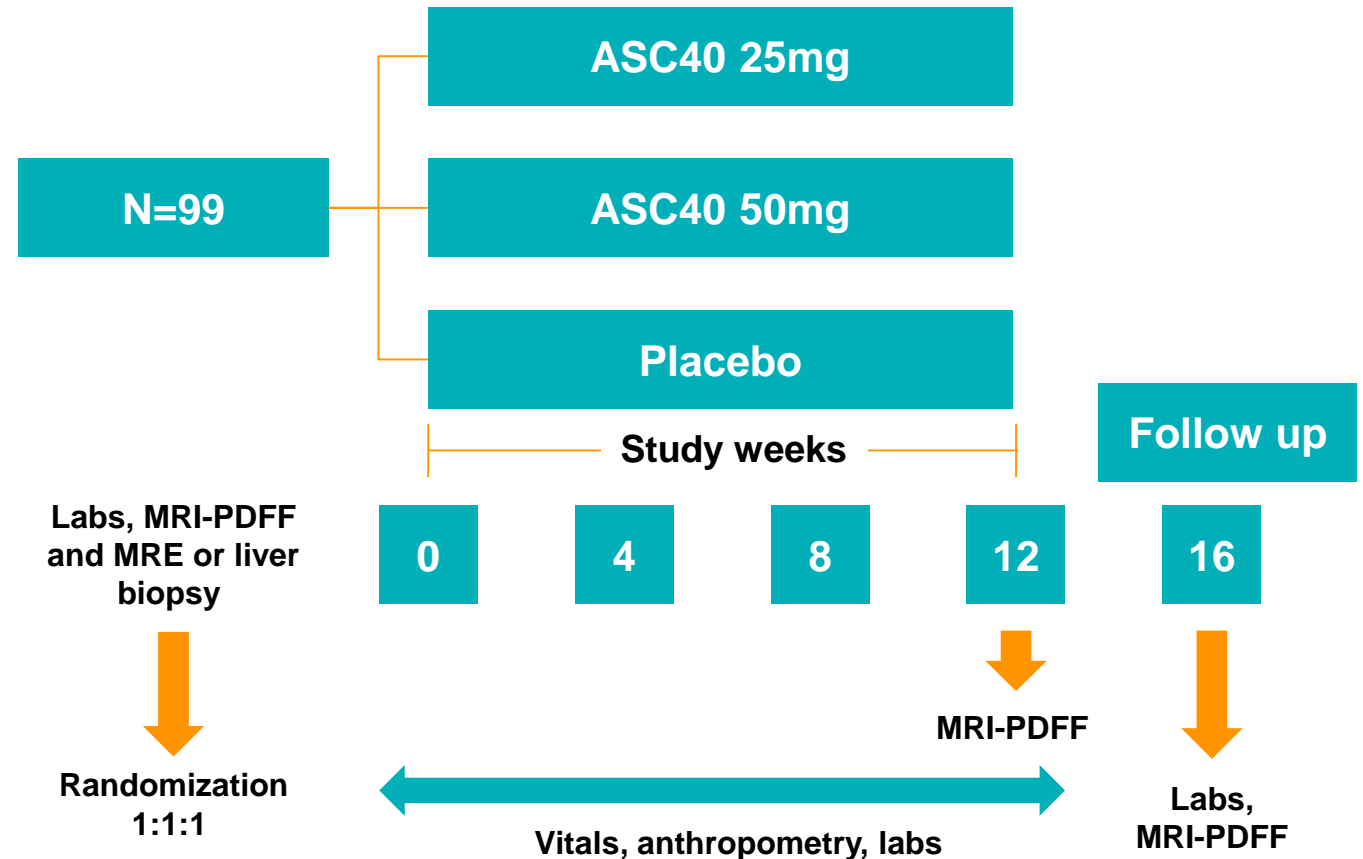 ASC40 25mg
N=99
ASC40 50mg
Placebo
Study weeks
Follow up
Labs, MRI-PDFF
and MRE or liver
biopsy
0
4
8
12
16
MRI-PDFF
Randomization
1:1:1
Vitals, anthropometry, labs
Labs,
MRI-PDFF